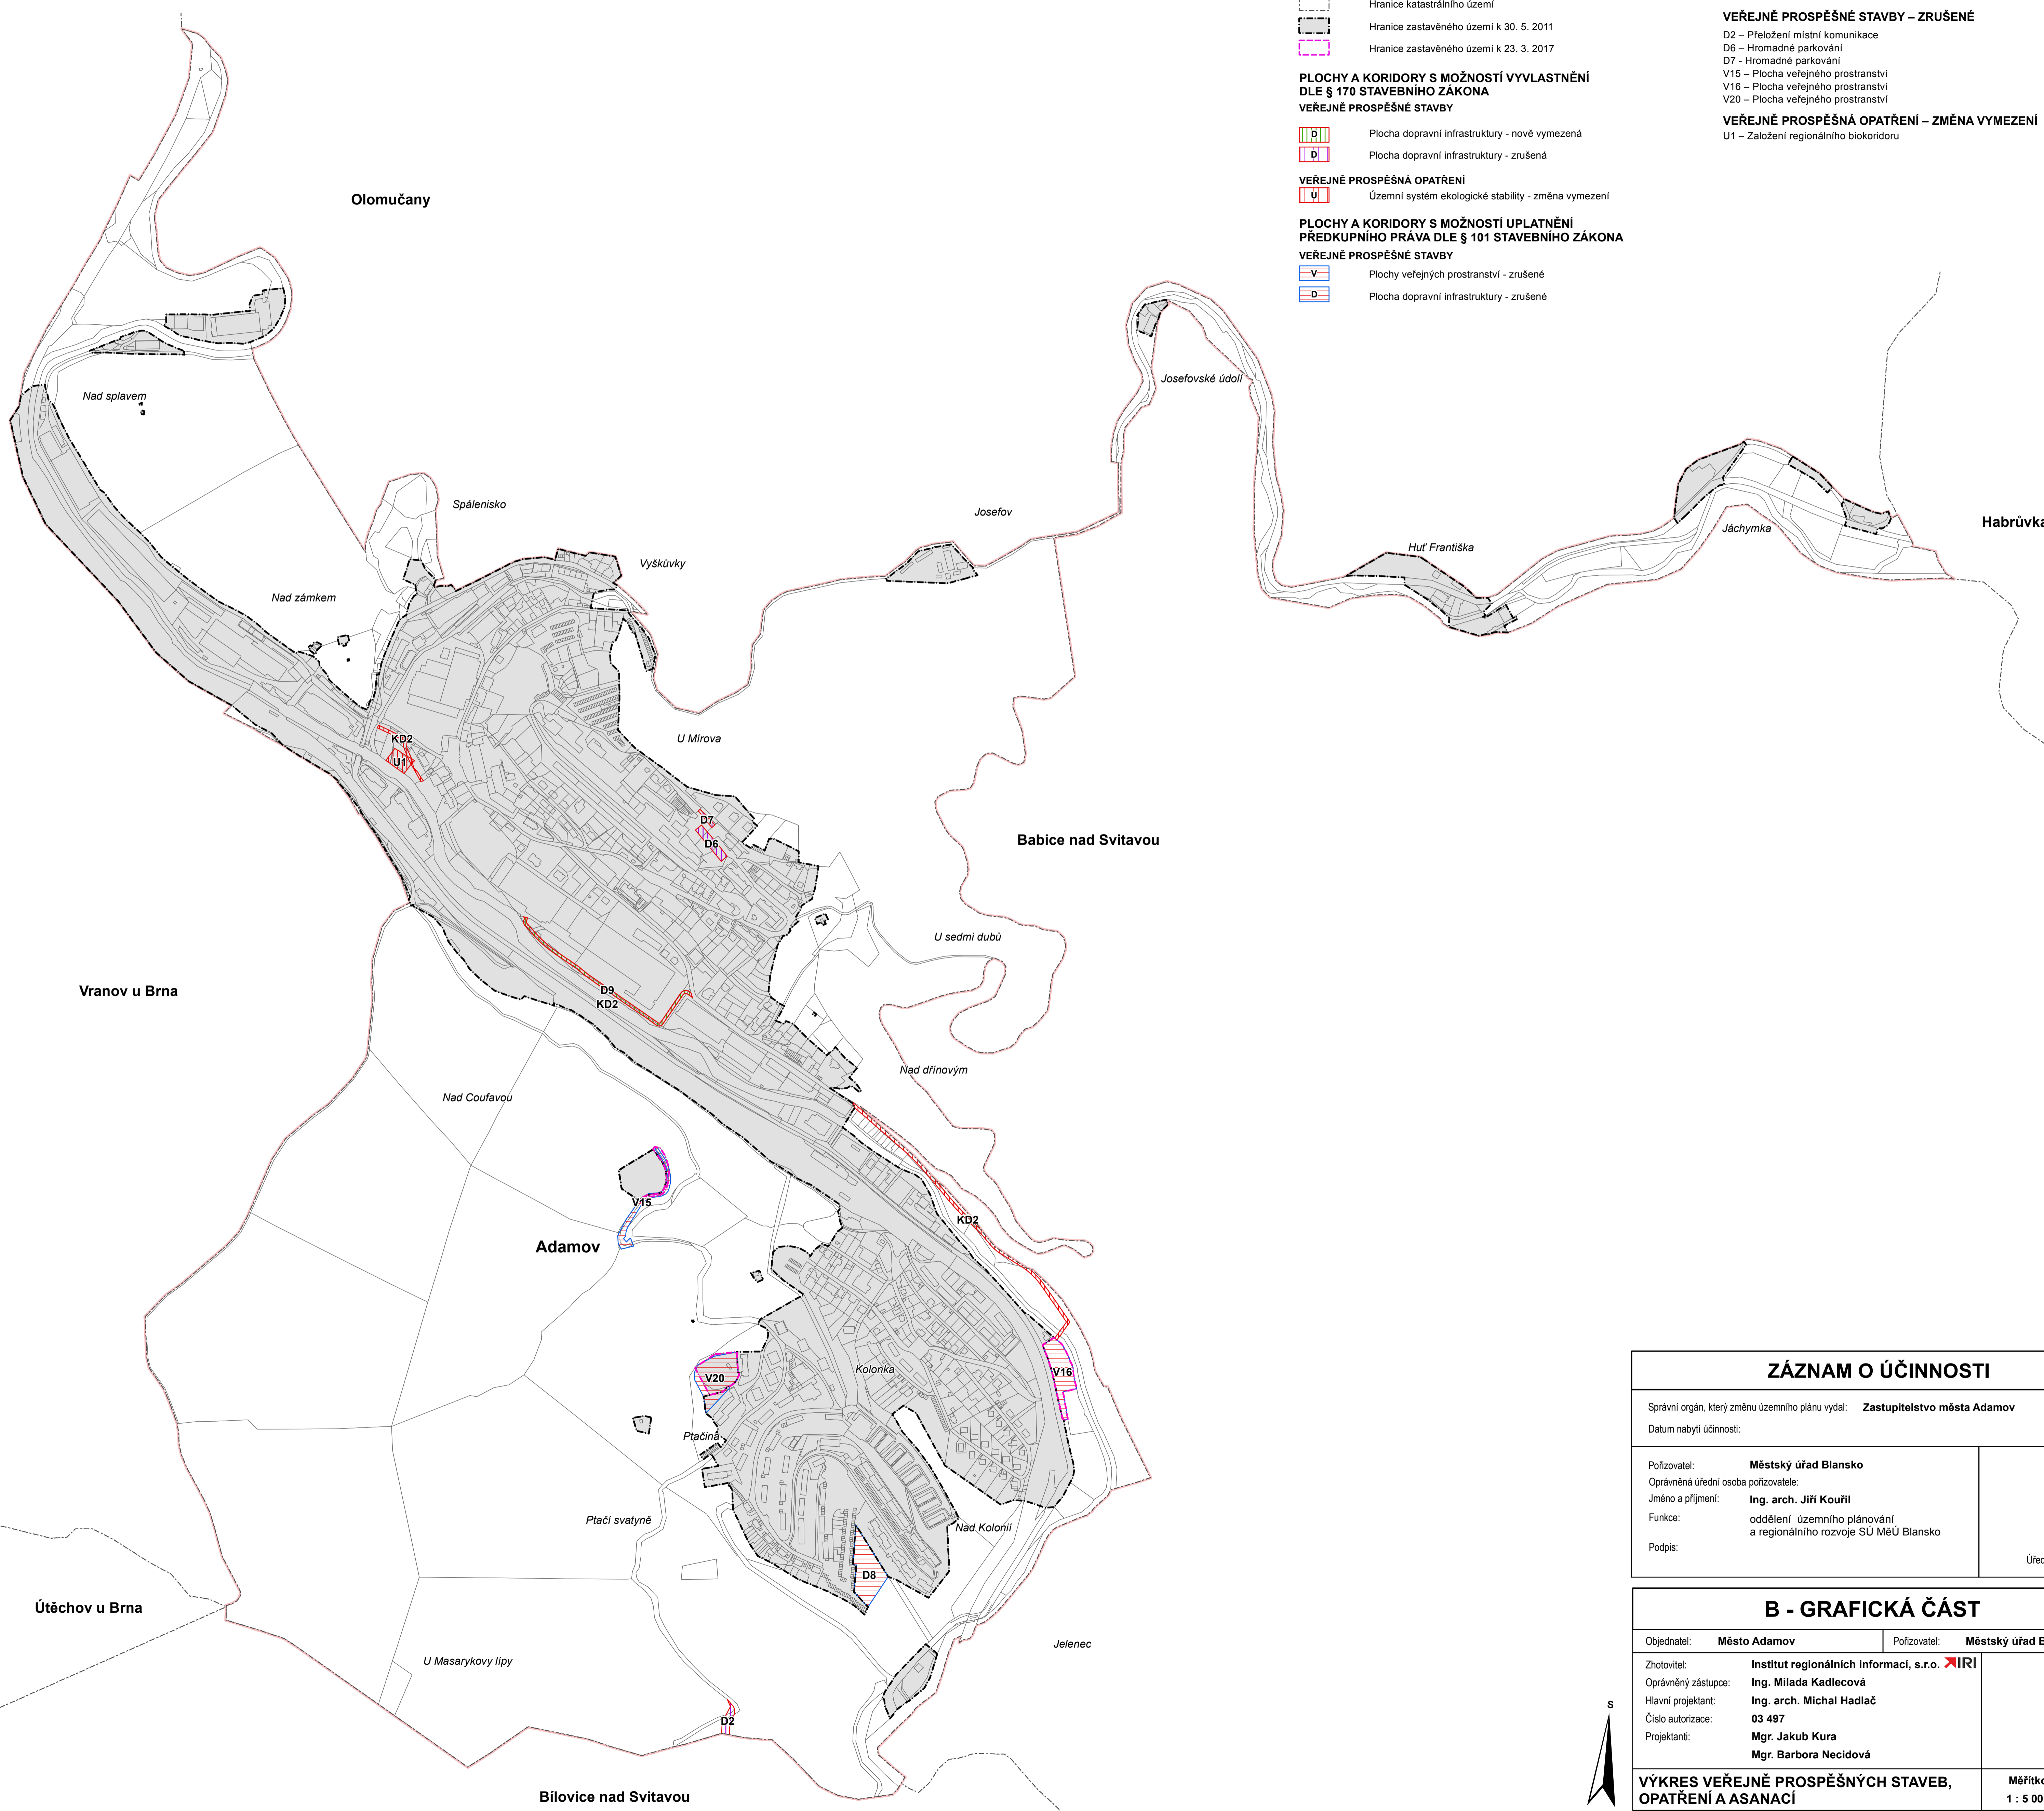 Hranice katastrálního území
Hranice zastavěného území k 30. 5. 2011
Hranice zastavěného území k 23. 3. 2017
PLOCHY A KORIDORY S MOŽNOSTÍ VYVLASTNĚNÍ
DLE § 170 STAVEBNÍHO ZÁKONA
VEŘEJNĚ PROSPĚŠNÉ STAVBY
D Plocha dopravní infrastruktury - nově vymezená
D Plocha dopravní infrastruktury - zrušená
VEŘEJNĚ PROSPĚŠNÁ OPATŘENÍ
U Územní systém ekologické stability - změna vymezení
PLOCHY A KORIDORY S MOŽNOSTÍ UPLATNĚNÍ
PŘEDKUPNÍHO PRÁVA DLE § 101 STAVEBNÍHO ZÁKONA
VEŘEJNĚ PROSPĚŠNÉ STAVBY
V Plochy veřejných prostranství - zrušené
D Plocha dopravní infrastruktury - zrušené
VEŘEJNĚ PROSPĚŠNÉ STAVBY – ZRUŠENÉ
D2 – Přeložení místní komunikace
D6 – Hromadné parkování
D7 - Hromadné parkování
V15 – Plocha veřejného prostranství
V16 – Plocha veřejného prostranství
V20 – Plocha veřejného prostranství
VEŘEJNĚ PROSPĚŠNÁ OPATŘENÍ – ZMĚNA VYMEZENÍ
U1 – Založení regionálního biokoridoru
Olomučany
Josefovské údolí
Nad splavem
Spálenisko
Josefov
Habrůvka
Jáchymka
Huť Františka
Vyškůvky
Nad zámkem
U Mírova
KD2
U1
D7
D6
Babice nad Svitavou
U sedmi dubů
Vranov u Brna
D9
KD2
Nad dřínovým
Nad Coufavou
V15
KD2
Adamov
Kolonka
V16
V20
Ptačina
Ptačí svatyně
Nad Kolonií
D8
Útěchov u Brna
Jelenec
U Masarykovy lípy
D2
Bílovice nad Svitavou
S
ZÁZNAM O ÚČINNOSTI
Správní orgán, který změnu územního plánu vydal: Zastupitelstvo města Adamov
Datum nabytí účinnosti:
Pořizovatel: Městský úřad Blansko
Oprávněná úřední osoba pořizovatele:
Jméno a příjmení: Ing. arch. Jiří Kouřil
Funkce: oddělení územního plánování
a regionálního rozvoje SÚ MěÚ Blansko
Podpis:
Úřed
B - GRAFICKÁ ČÁST
Objednatel: Město Adamov Pořizovatel: Městský úřad B
Zhotovitel: Institut regionálních informací, s.r.o. IRI
Oprávněný zástupce: Ing. Milada Kadlecová
Hlavní projektant: Ing. arch. Michal Hadlač
Číslo autorizace: 03 497
Projektanti: Mgr. Jakub Kura
Mgr. Barbora Necidová
VÝKRES VEŘEJNĚ PROSPĚŠNÝCH STAVEB,
OPATŘENÍ A ASANACÍ
Měřítko
1 : 5 00